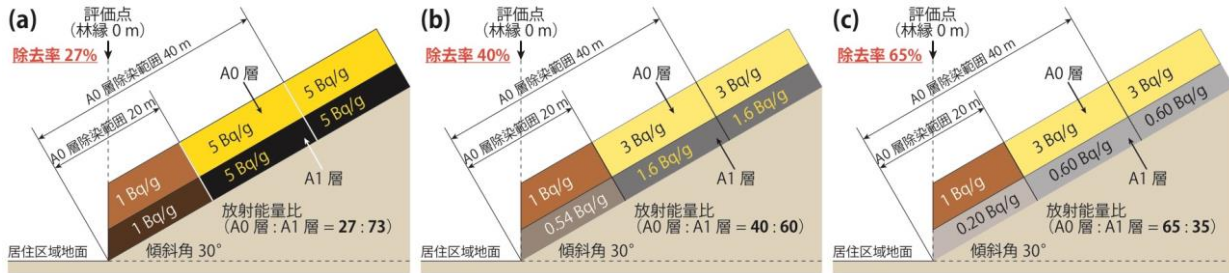 (a)
評価点
(林縁 0 m)
除去率 27%
A0 層除染範囲 40 m
A0 層除染範囲 20 m
A0 層
5 Bq/g
5 Bq/g
5 Bq/g
5 Bq/g
A1 層
1 Bq/g
1 Bq/g
放射能量比
(A0 層 : A1 層 = 27 : 73)
居住区域地面
傾斜角 30°
(b)
評価点
(林縁 0 m)
除去率 40%
A0 層除染範囲 40 m
A0 層除染範囲 20 m
A0 層
3 Bq/g
3 Bq/g
1.6 Bq/g
1.6 Bq/g
A1 層
1 Bq/g
0.54 Bq/g
放射能量比
(A0 層 : A1 層 = 40 : 60)
居住区域地面
傾斜角 30°
(c)
評価点
(林縁 0 m)
除去率 65%
A0 層除染範囲 40 m
A0 層除染範囲 20 m
A0 層
3 Bq/g
3 Bq/g
0.60 Bq/g
0.60 Bq/g
A1 層
1 Bq/g
0.20 Bq/g
放射能量比
(A0 層 : A1 層 = 65 : 35)
居住区域地面
傾斜角 30°